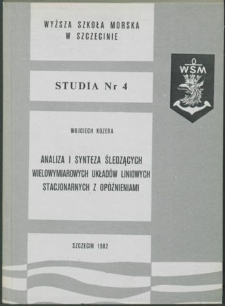 WYŻSZA SZKOŁA MORSKA
W SZCZECINIE
WSM
STUDIA Nr 4
WOJCIECH KOZERA
ANALIZA I SYNTEZA ŚLEDZĄCYCH
WIELOWYMIAROWYCH UKŁADÓW LINIOWYCH
STACJONARNYCH Z OPÓŹNIENIAMI
SZCZECIN 1982